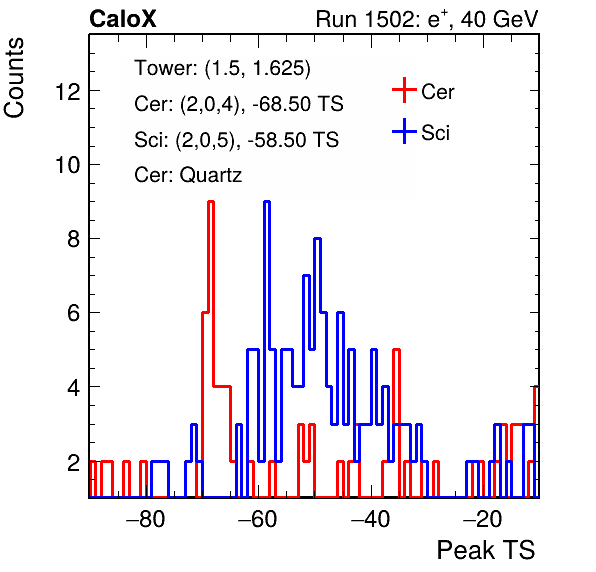 CaloX Run 1502: e⁺, 40 GeV
Counts
Tower: (1.5, 1.625)
Cer: (2,0,4), -68.50 TS
Sci: (2,0,5), -58.50 TS
Cer: Quartz
Cer
Sci
12
10
8
6
4
2
−80 −60 −40 −20
Peak TS